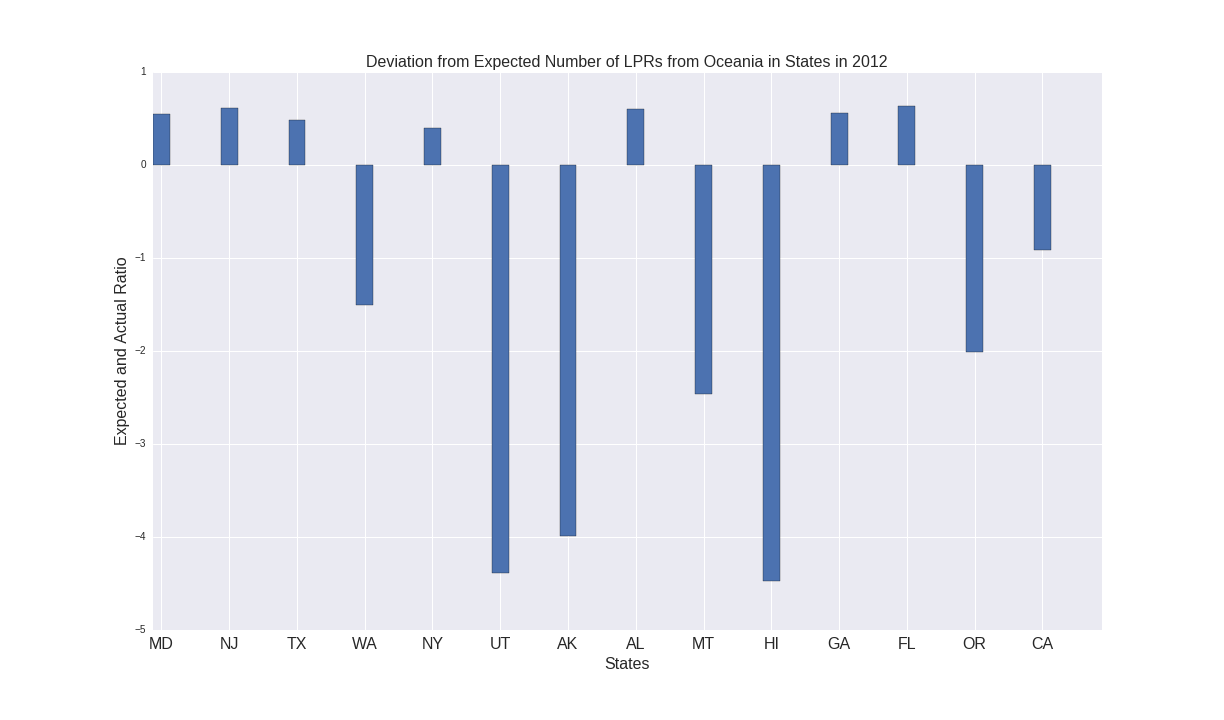 Deviation from Expected Number of LPRs from Oceania in States in 2012
1
0
−1
−2
−3
−4
−5
Expected and Actual Ratio
MD NJ TX WA NY UT AK AL MT HI GA FL OR CA
States